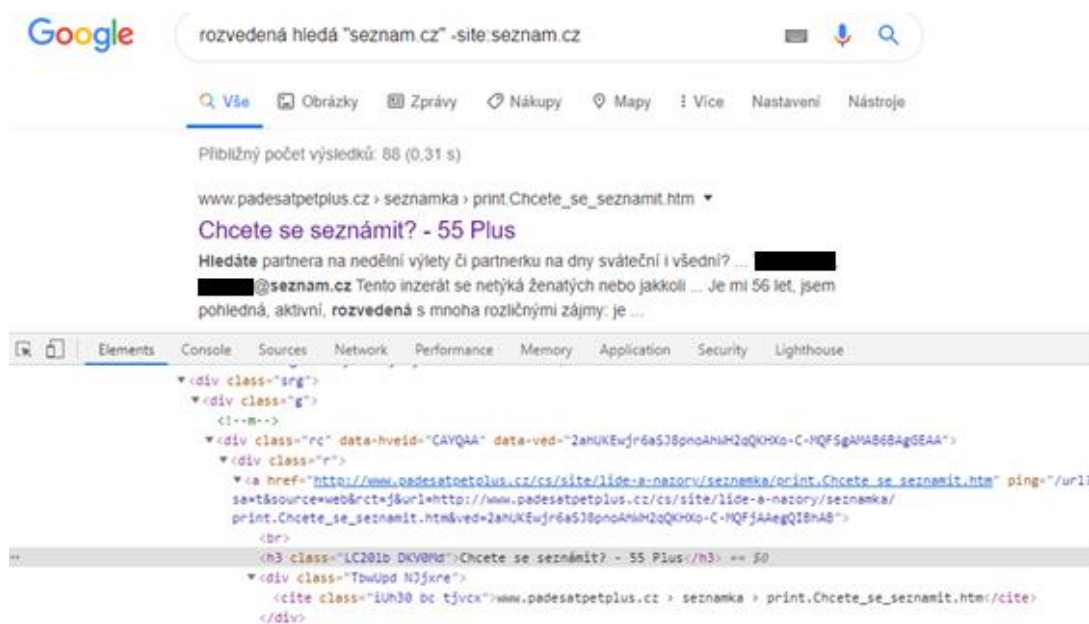 Google
rozvedená hledá "seznam.cz" -site:seznam.cz
Vše Obrázky Zprávy Nákupy Mapy Více Nastavení Nástroje
Přibližný počet výsledků: 88 (0,31 s)
www.padesatpetplus.cz › seznamka › print.Chcete_se_seznamit.htm
Chcete se seznámit? - 55 Plus
Hledáte partnera na nedělní výlety či partnerku na dny sváteční i všední? ...
@seznam.cz Tento inzerát se netýká ženatých nebo jakkoli ... Je mi 56 let, jsem
pohledná, aktivní, rozvedená s mnoha rozličnými zájmy: je ...
Elements Console Sources Network Performance Memory Application Security Lighthouse
<div class="srg">
<div class="g">
<!--m-->
<div class="rc" data-hveid="CAYQAA" data-ved=
<div class="r">
<a href="http://www.padesatpetplus.cz/cs/site/lide-a-nazory/seznamka/print.Chcete_se_seznamit.htm" ping="/url?
sa=t&source=web&rct=j&url=http://www.padesatpetplus.cz/cs/site/lide-a-nazory/seznamka/
print.Chcete_se_seznamit.htm&ved=
<br>
<h3 class="LC20lb DKV0Md">Chcete se seznámit? - 55 Plus</h3> == $0
<div class="TbwUpd NJjxre">
<cite class="iUh30 bc tjvcx">www.padesatpetplus.cz › seznamka › print.Chcete_se_seznamit.htm</cite>
</div>